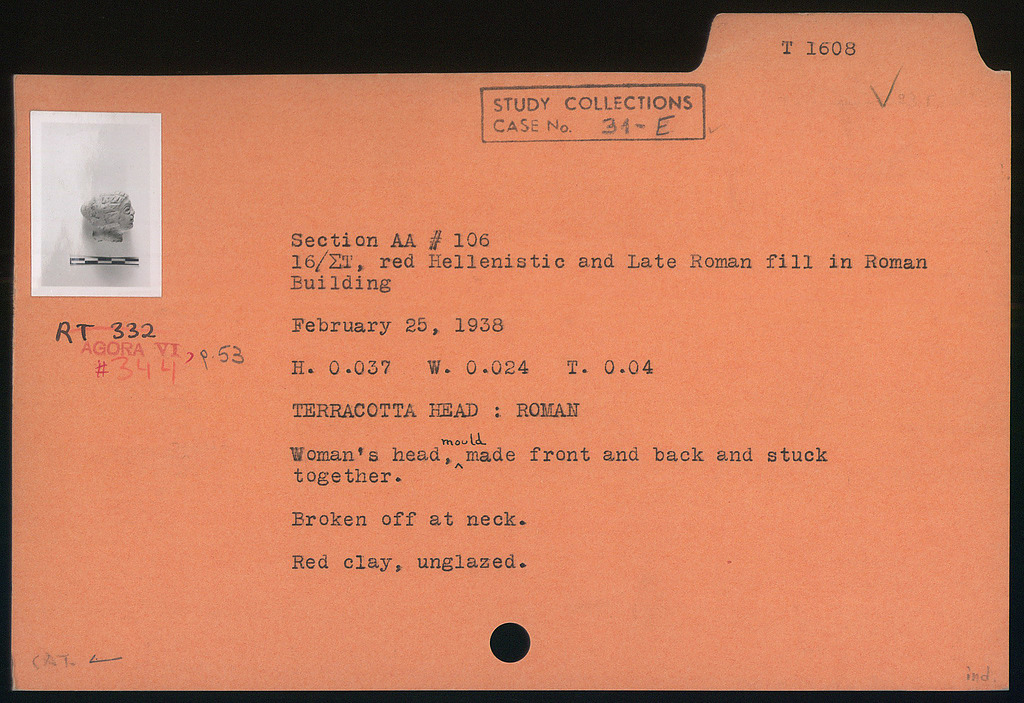 T 1608
STUDY COLLECTIONS
CASE No. 31-E
Section AA # 106
16/ΣΤ, red Hellenistic and Late Roman fill in Roman
Building
February 25, 1938
RT 332
AGORA VI, p.53
# 344
H. 0.037 W. 0.024 T. 0.04
TERRACOTTA HEAD : ROMAN
Woman's head, mould made front and back and stuck
together.
Broken off at neck.
Red clay, unglazed.
CAT.
ind.